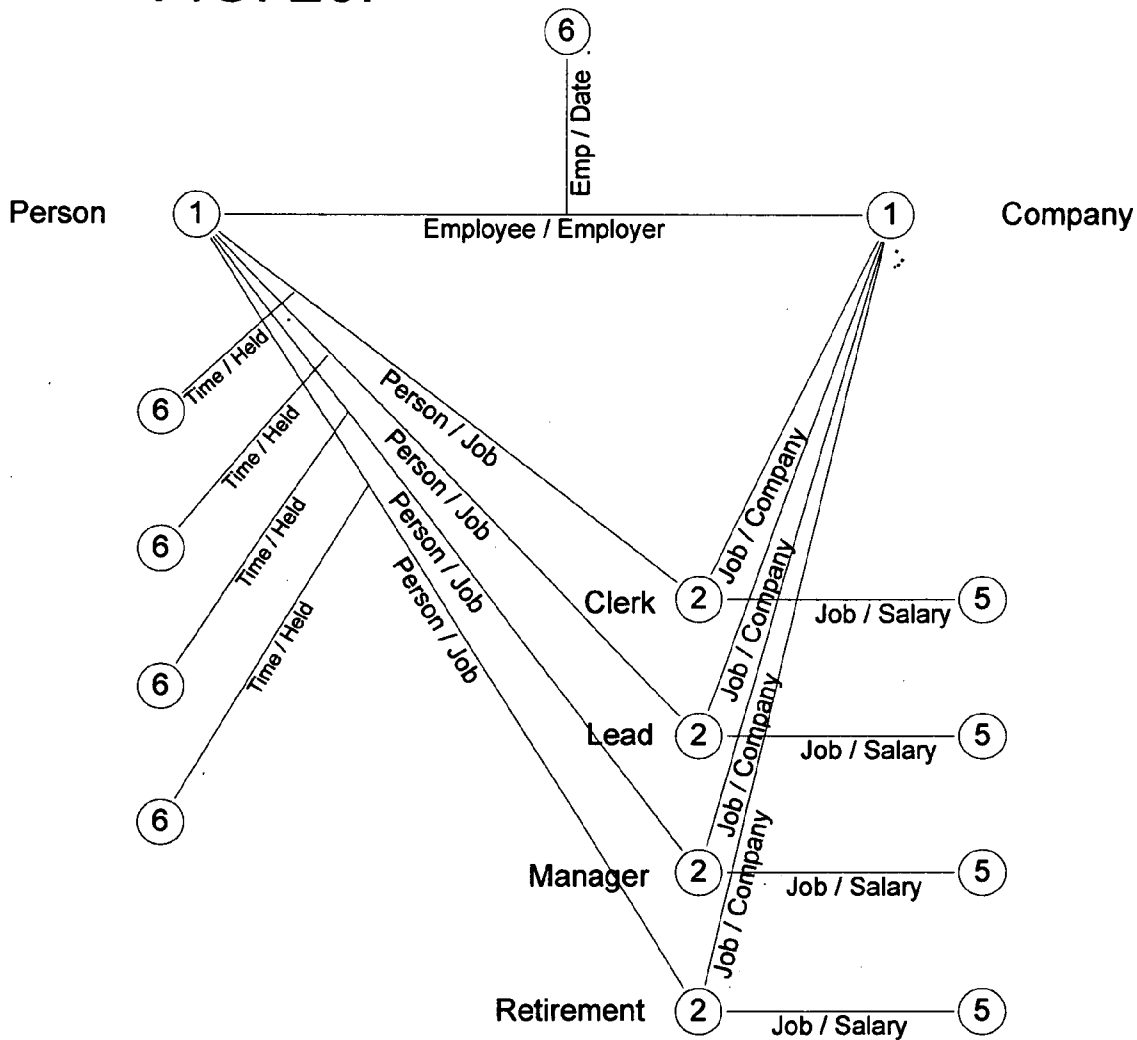 6
Emp / Date
Person 1 1 Company
Employee / Employer
Time / Held
6
Person / Job
Time / Held
Person / Job
Job / Company
6
Time / Held
Person / Job
Job / Company
Clerk 2 Job / Salary 5
6
Time / Held
Person / Job
Job / Company
Lead 2 Job / Salary 5
6
Job / Company
Manager 2 Job / Salary 5
Retirement 2 Job / Salary 5